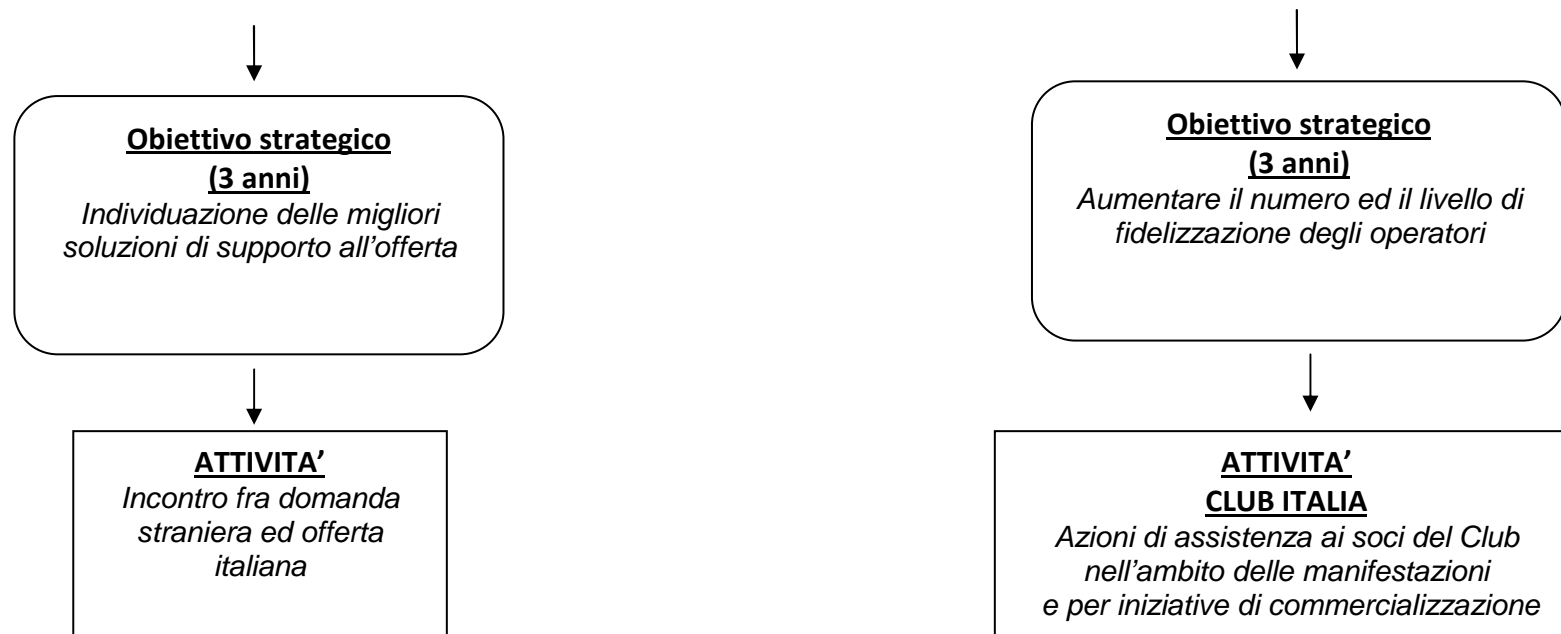 Obiettivo strategico
(3 anni)
Individuazione delle migliori
soluzioni di supporto all’offerta
ATTIVITA’
Incontro fra domanda
straniera ed offerta
italiana
Obiettivo strategico
(3 anni)
Aumentare il numero ed il livello di
fidelizzazione degli operatori
ATTIVITA’
CLUB ITALIA
Azioni di assistenza ai soci del Club
nell’ambito delle manifestazioni
e per iniziative di commercializzazione